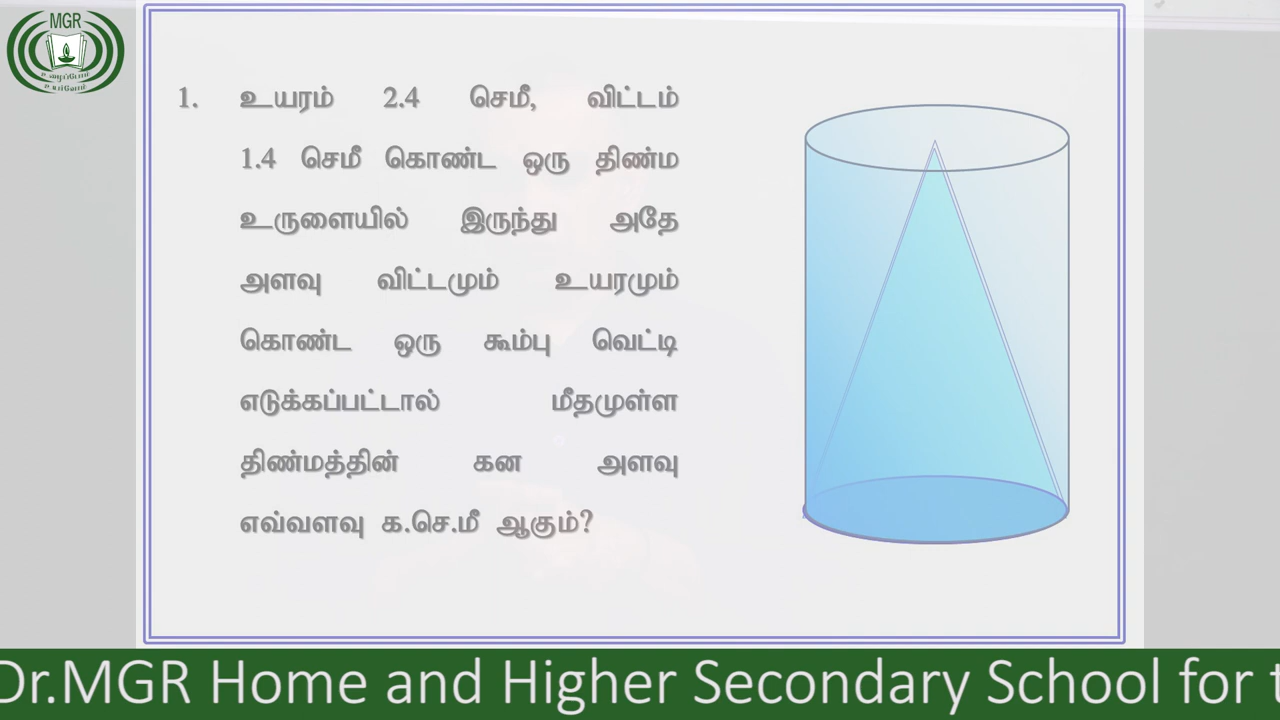 MGR
1. உயரம் 2.4 செமீ, விட்டம்
1.4 செமீ கொண்ட ஒரு திண்ம
உருளையில் இருந்து அதே
அளவு விட்டமும் உயரமும்
கொண்ட ஒரு கூம்பு வெட்டி
எடுக்கப்பட்டால் மீதமுள்ள
திண்மத்தின் கன அளவு
எவ்வளவு க.செ.மீ ஆகும்?
Dr.MGR Home and Higher Secondary School for t